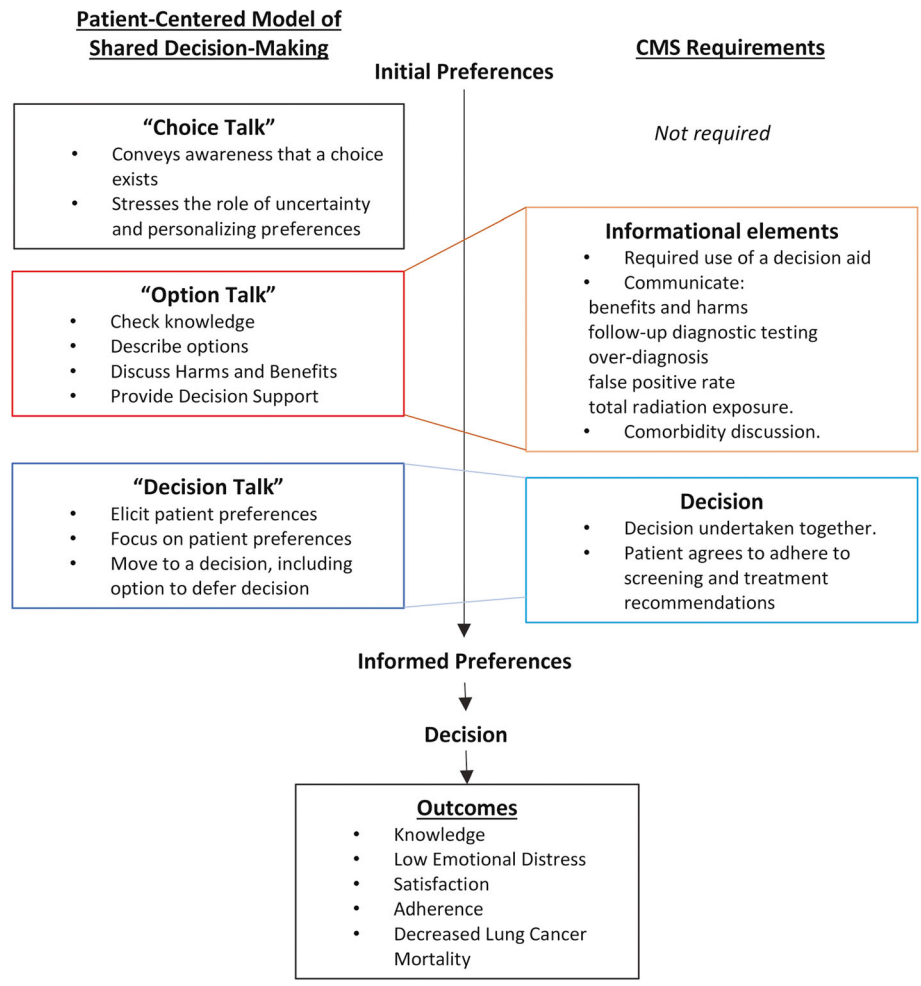 Patient-Centered Model of
Shared Decision-Making
CMS Requirements
Initial Preferences
“Choice Talk”
• Conveys awareness that a choice
exists
• Stresses the role of uncertainty
and personalizing preferences
Not required
“Option Talk”
• Check knowledge
• Describe options
• Discuss Harms and Benefits
• Provide Decision Support
Informational elements
• Required use of a decision aid
• Communicate:
benefits and harms
follow-up diagnostic testing
over-diagnosis
false positive rate
total radiation exposure.
• Comorbidity discussion.
“Decision Talk”
• Elicit patient preferences
• Focus on patient preferences
• Move to a decision, including
option to defer decision
Decision
• Decision undertaken together.
• Patient agrees to adhere to
screening and treatment
recommendations
Informed Preferences
Decision
Outcomes
• Knowledge
• Low Emotional Distress
• Satisfaction
• Adherence
• Decreased Lung Cancer
Mortality